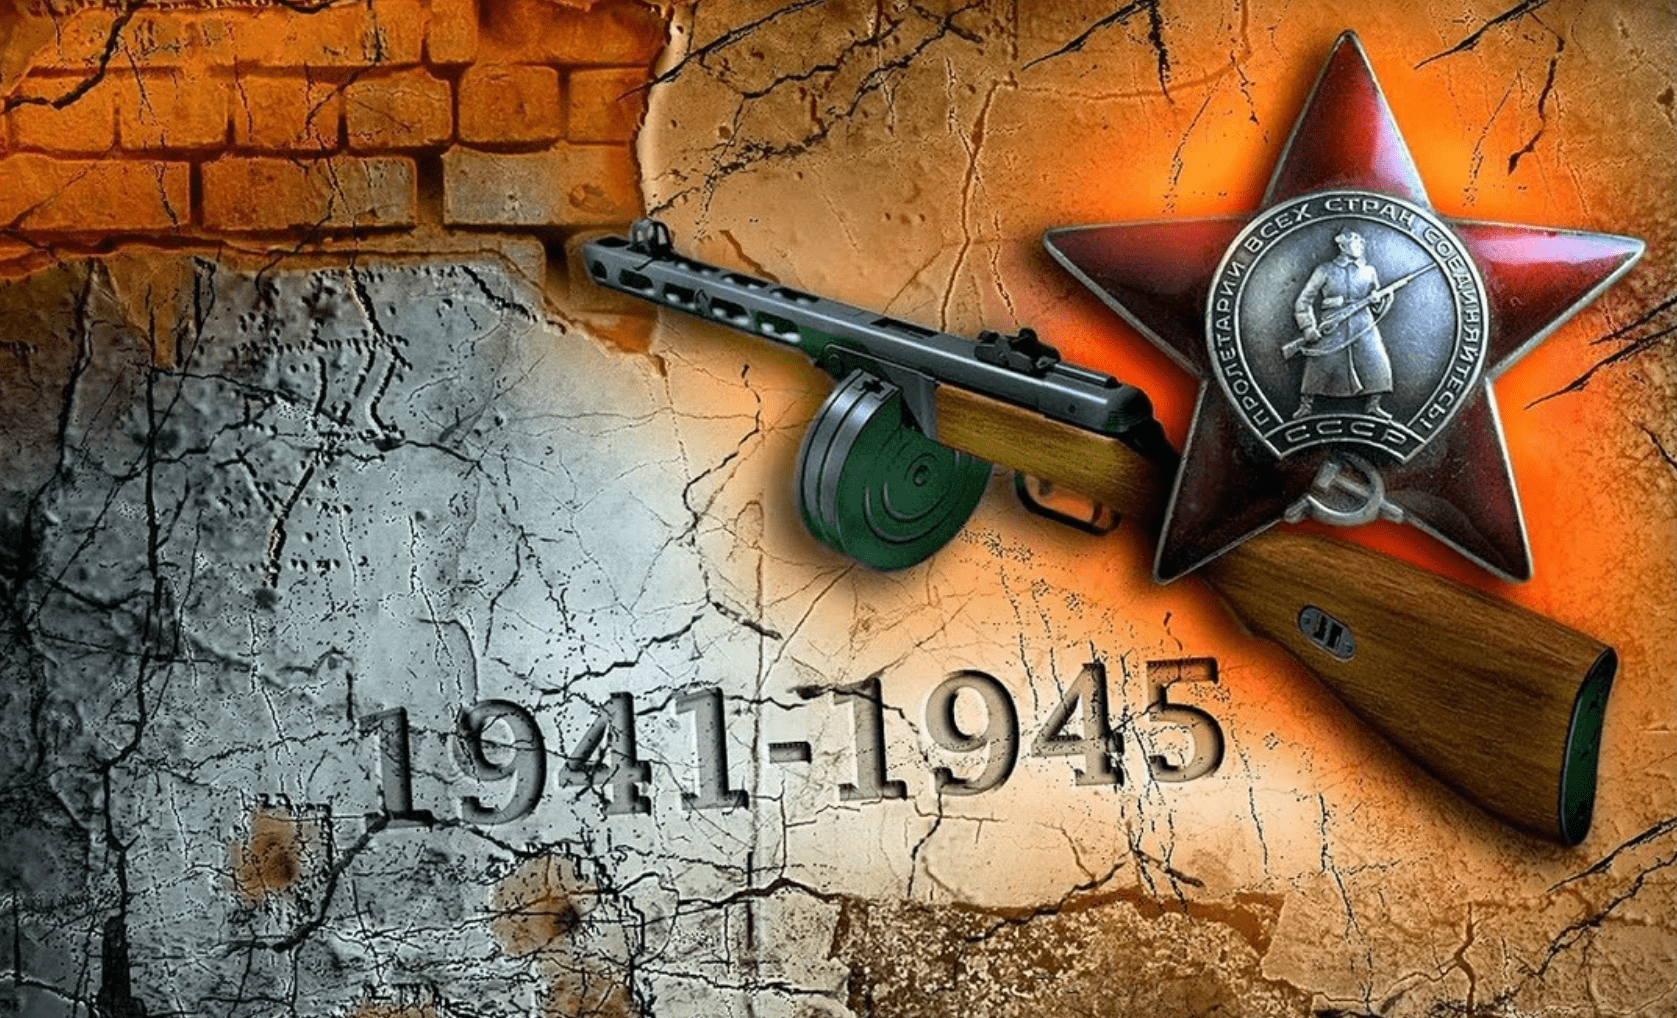 ПРОЛЕТАРИИ ВСЕХ СТРАН СОЕДИНЯЙТЕСЬ!
СССР
1941-1945